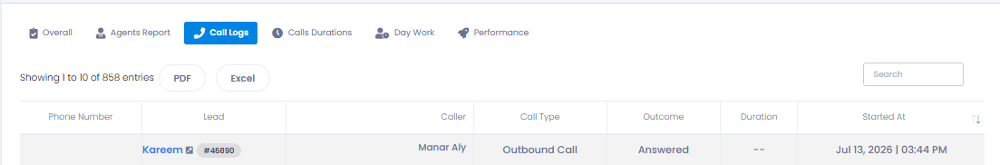 Overall Agents Report Call Logs Calls Durations Day Work Performance
Showing 1 to 10 of 858 entries PDF Excel Search
Phone Number Lead Caller Call Type Outcome Duration Started At
Kareem #46890 Manar Aly Outbound Call Answered -- Jul 13, 2026 | 03:44 PM